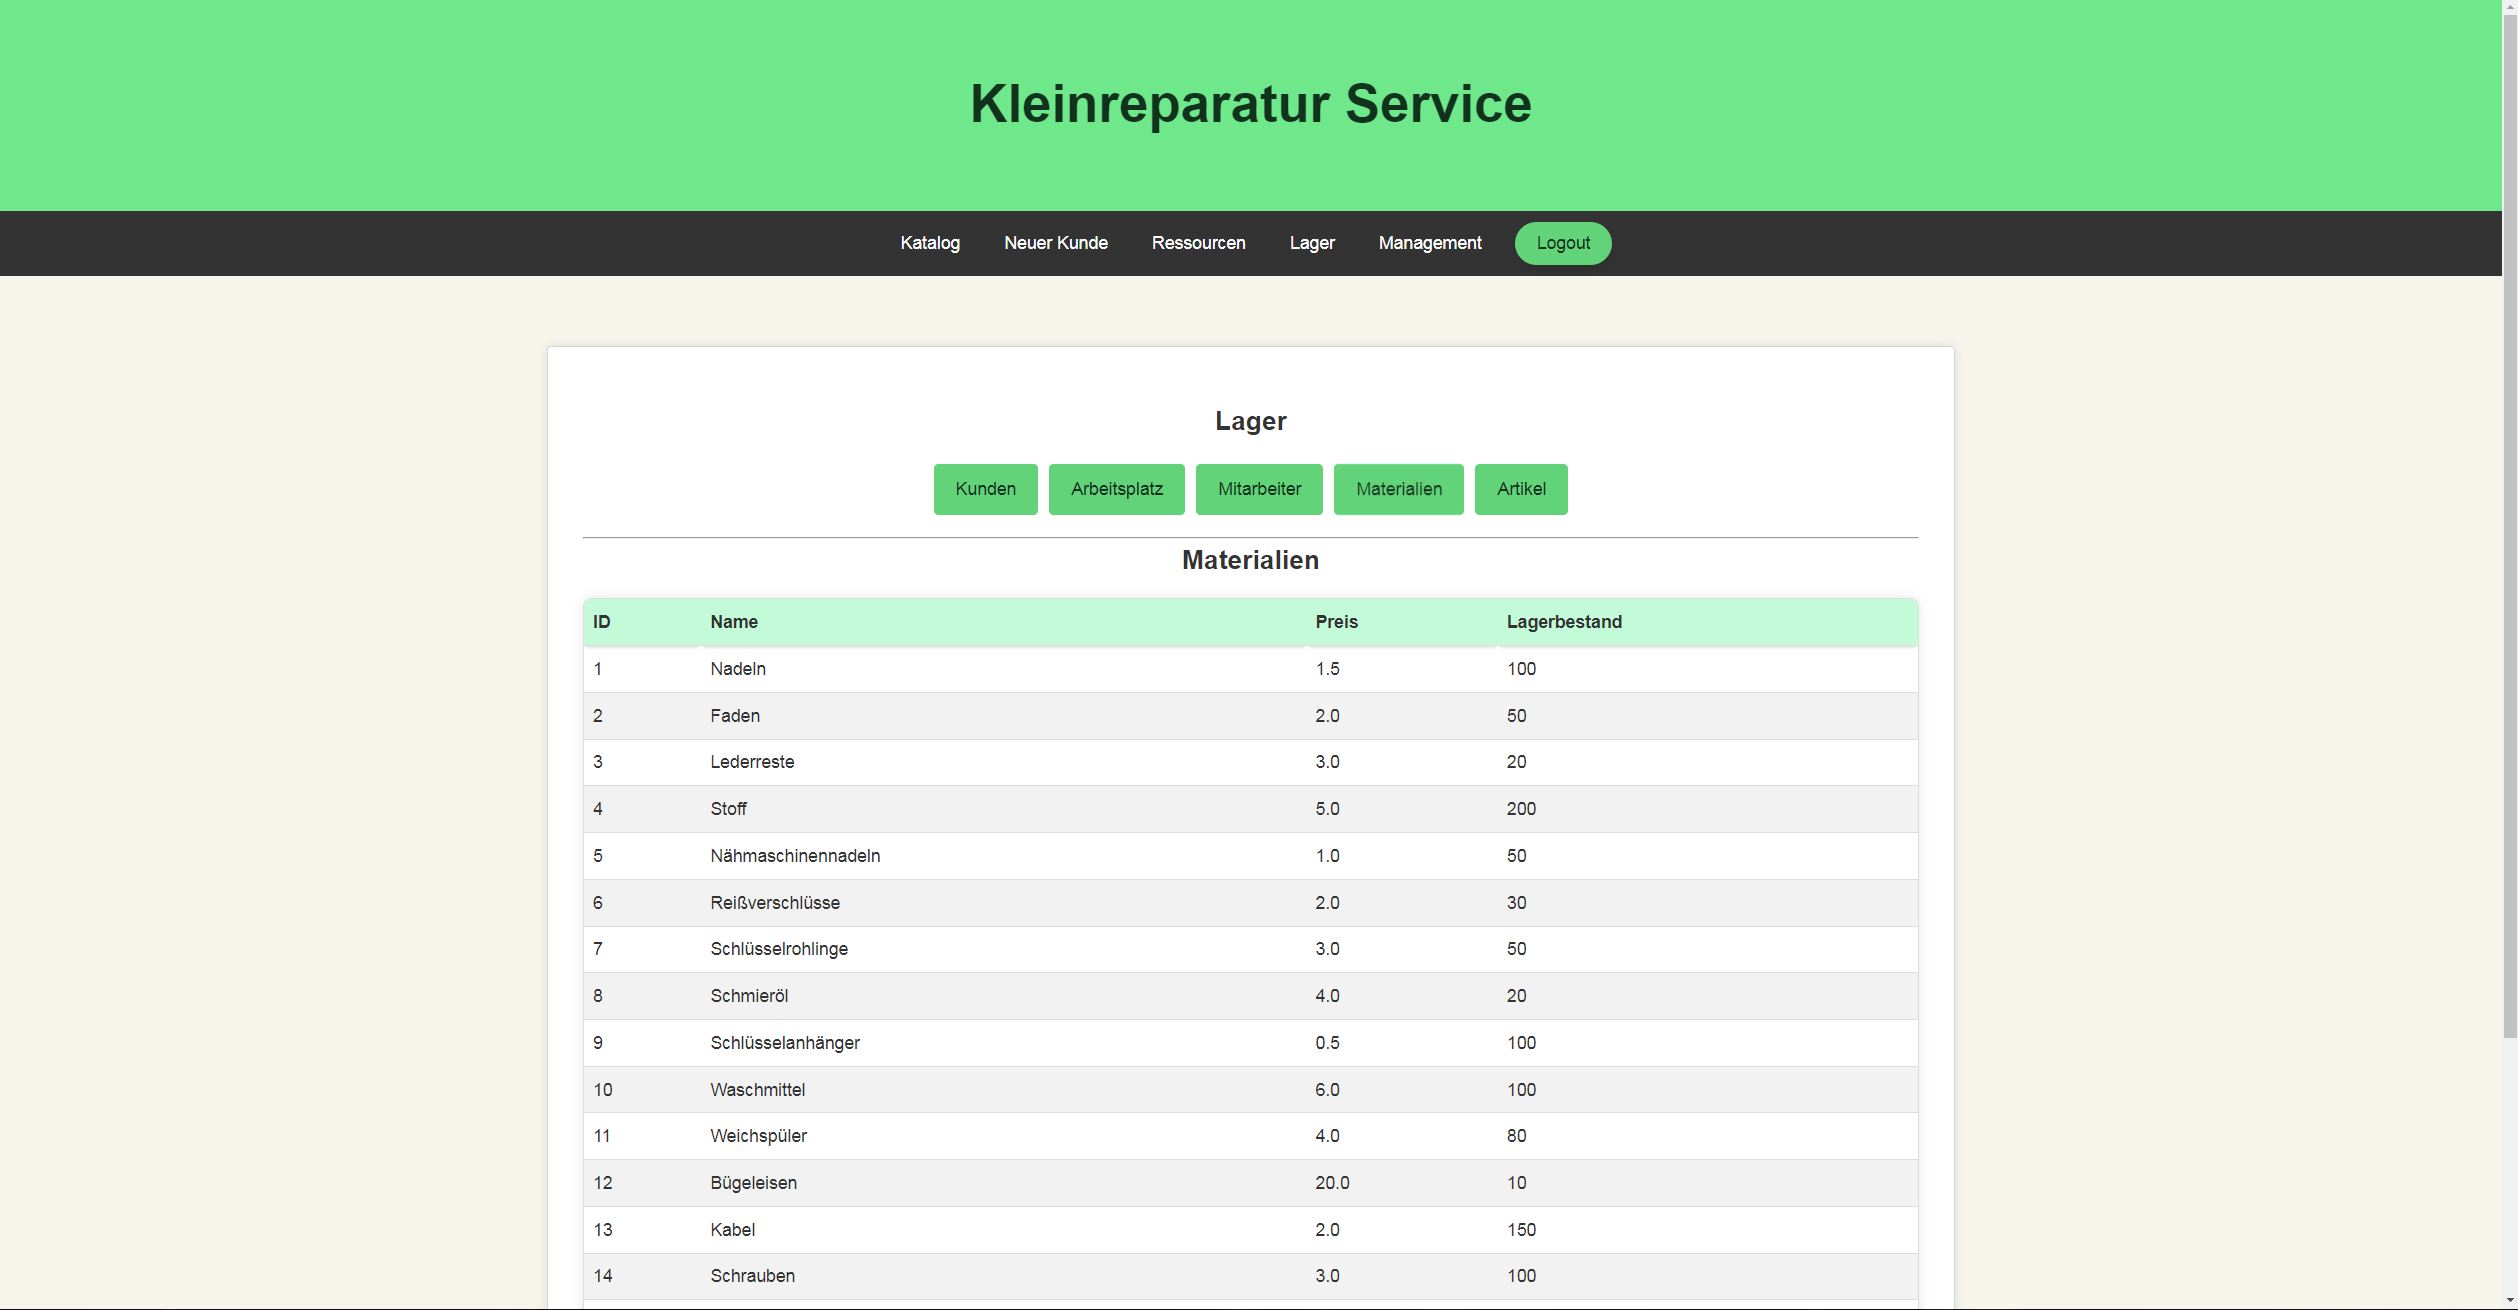 Kleinreparatur Service
Katalog Neuer Kunde Ressourcen Lager Management Logout
Lager
Kunden Arbeitsplatz Mitarbeiter Materialien Artikel
Materialien
ID Name Preis Lagerbestand
1 Nadeln 1.5 100
2 Faden 2.0 50
3 Lederreste 3.0 20
4 Stoff 5.0 200
5 Nähmaschinennadeln 1.0 50
6 Reißverschlüsse 2.0 30
7 Schlüsselrohlinge 3.0 50
8 Schmieröl 4.0 20
9 Schlüsselanhänger 0.5 100
10 Waschmittel 6.0 100
11 Weichspüler 4.0 80
12 Bügeleisen 20.0 10
13 Kabel 2.0 150
14 Schrauben 3.0 100